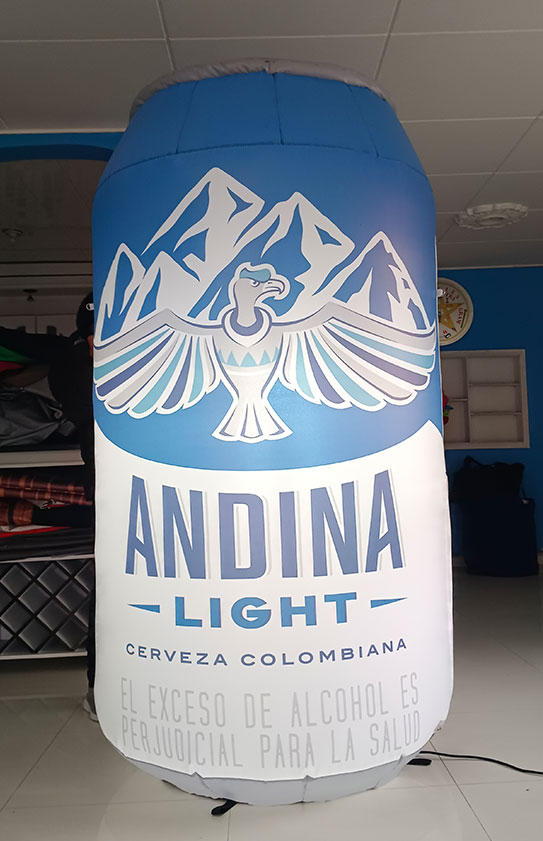 ANDINA
LIGHT
CERVEZA COLOMBIANA
EL EXCESO DE ALCOHOL ES
PERJUDICIAL PARA LA SALUD